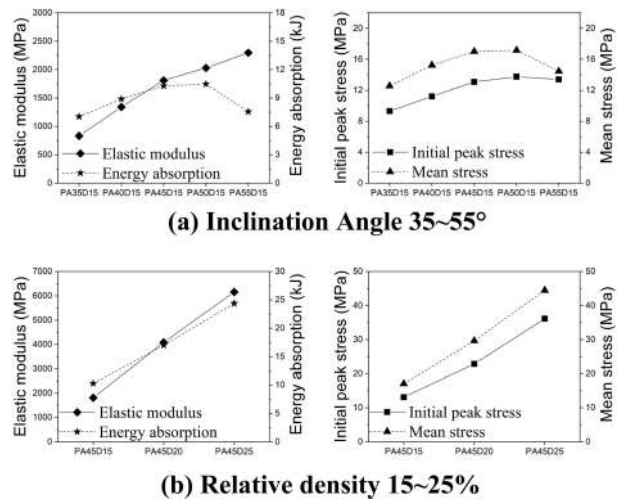 3000
2500
2000
1500
1000
500
0
Elastic modulus (MPa)
18
15
12
9
6
3
0
Energy absorption (kJ)
Elastic modulus
Energy absorption
PA35D15 PA40D15 PA45D15 PA50D15 PA55D15
20
16
12
8
4
0
Initial peak stress (MPa)
20
16
12
8
4
0
Mean stress (MPa)
Initial peak stress
Mean stress
PA35D15 PA40D15 PA45D15 PA50D15 PA55D15
(a) Inclination Angle 35~55°
7000
6000
5000
4000
3000
2000
1000
0
Elastic modulus (MPa)
30
25
20
15
10
5
0
Energy absorption (kJ)
Elastic modulus
Energy absorption
PA45D15 PA45D20 PA45D25
50
40
30
20
10
0
Initial peak stress (MPa)
50
40
30
20
10
0
Mean stress (MPa)
Initial peak stress
Mean stress
PA45D15 PA45D20 PA45D25
(b) Relative density 15~25%